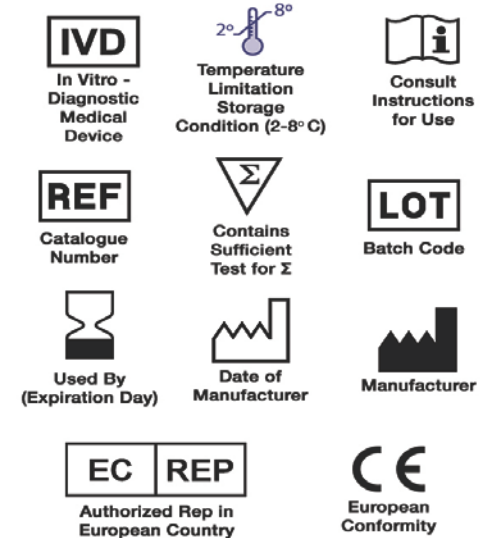 IVD
In Vitro -
Diagnostic
Medical
Device
2° 8°
Temperature
Limitation
Storage
Condition (2-8° C)
i
Consult
Instructions
for Use
REF
Catalogue
Number
Σ
Contains
Sufficient
Test for Σ
LOT
Batch Code
Used By
(Expiration Day)
Date of
Manufacturer
Manufacturer
EC REP
Authorized Rep in
European Country
CE
European
Conformity